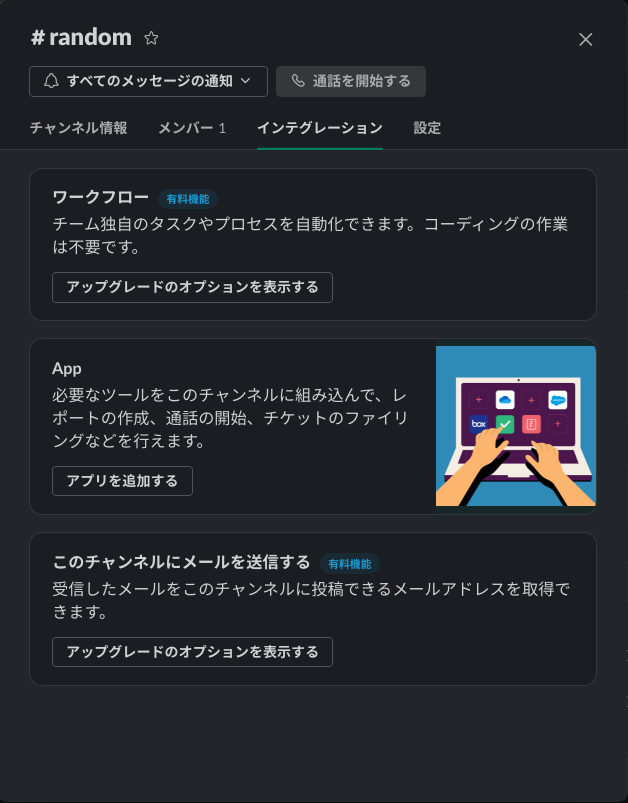 # random
すべてのメッセージの通知
通話を開始する
チャンネル情報
メンバー 1
インテグレーション
設定
ワークフロー 有料機能
チーム独自のタスクやプロセスを自動化できます。コーディングの作業
は不要です。
アップグレードのオプションを表示する
App
必要なツールをこのチャンネルに組み込んで、レ
ポートの作成、通話の開始、チケットのファイリ
ングなどを行えます。
box
アプリを追加する
このチャンネルにメールを送信する 有料機能
受信したメールをこのチャンネルに投稿できるメールアドレスを取得で
きます。
アップグレードのオプションを表示する